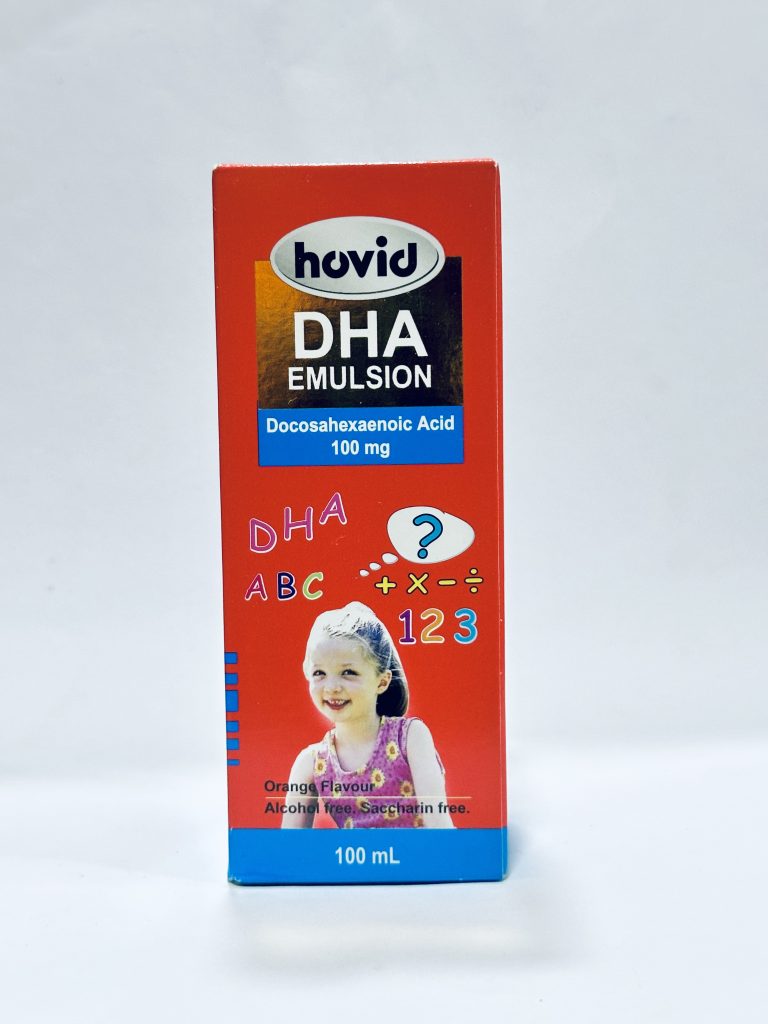 hovid
DHA
EMULSION
Docosahexaenoic Acid
100 mg
DHA
?
ABC
+ x - ÷
123
Orange Flavour
Alcohol free. Saccharin free.
100 mL